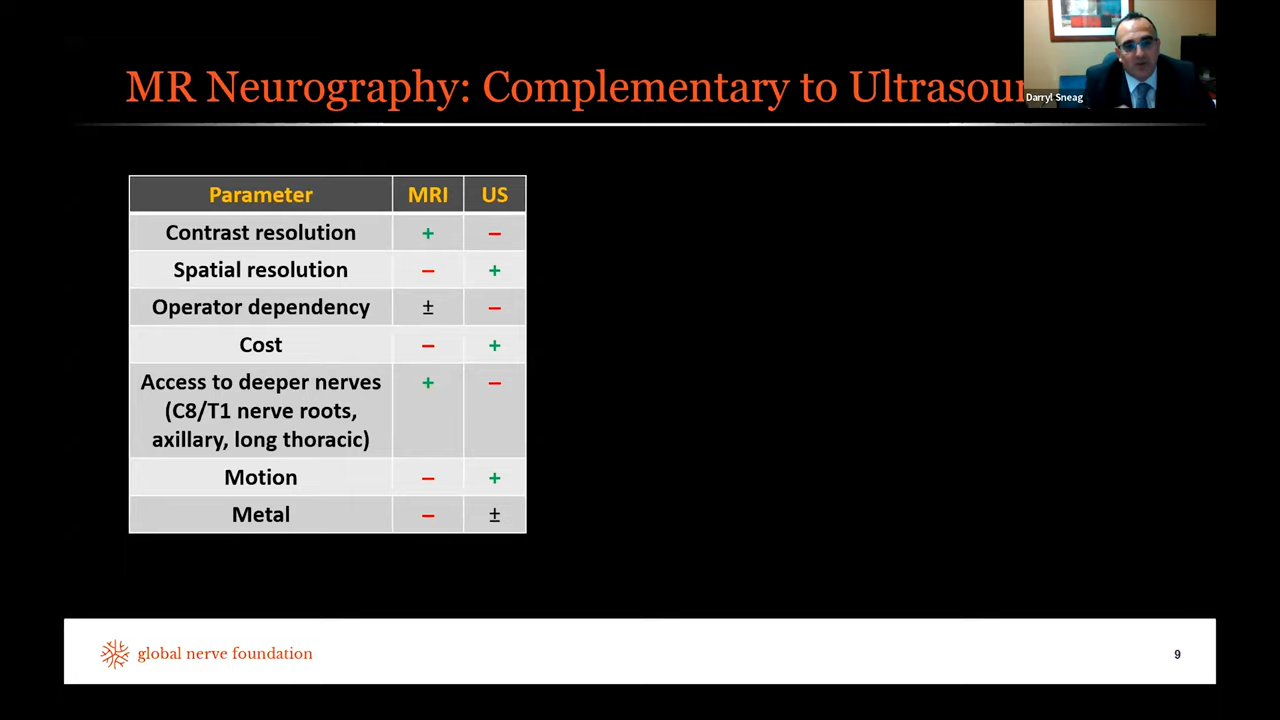 MR Neurography: Complementary to
Darryl Sneag
Parameter MRI US
Contrast resolution + –
Spatial resolution – +
Operator dependency ± –
Cost – +
Access to deeper nerves + –
(C8/T1 nerve roots,
axillary, long thoracic)
Motion – +
Metal – ±
global nerve foundation
9